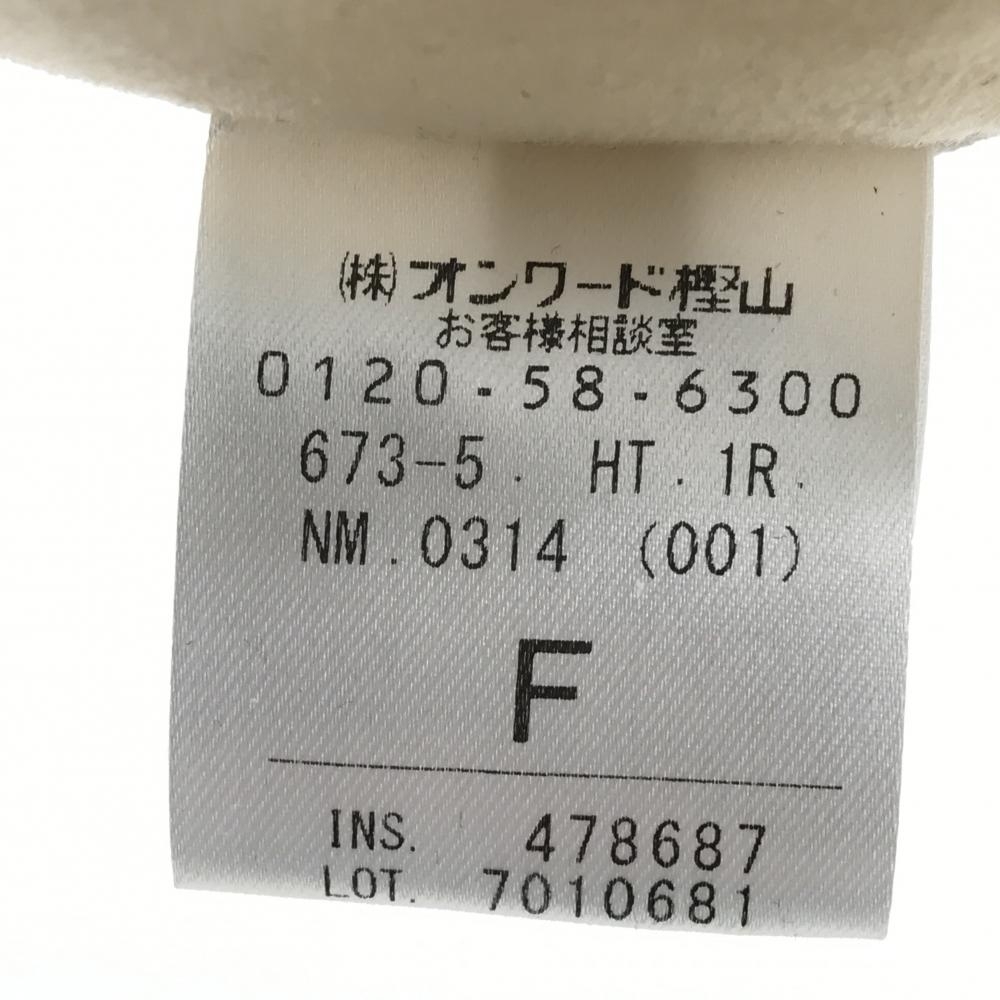 (株)オンワード樫山
お客様相談室
0120-58-6300
673-5. HT. 1R.
NM.0314 (001)
F
INS. 478687
LOT. 7010681